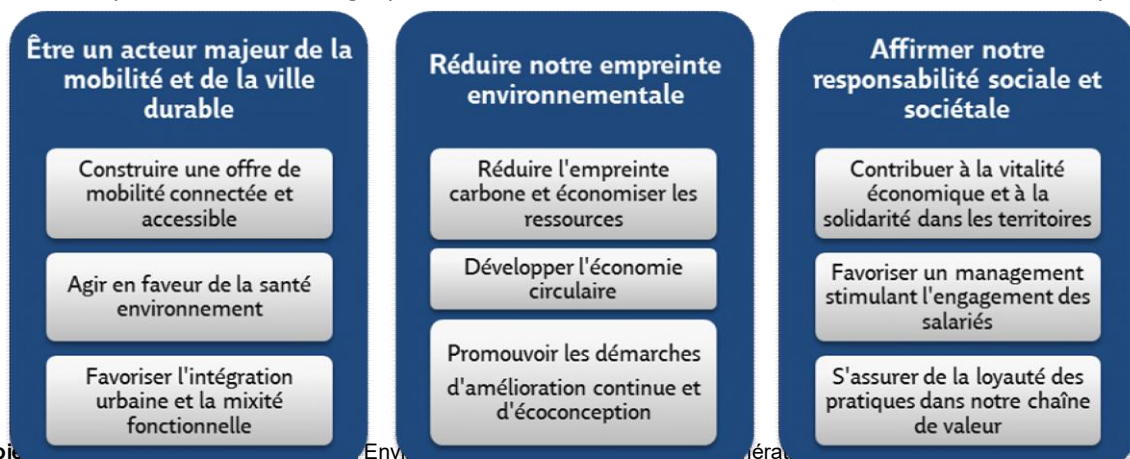 Être un acteur majeur de la
mobilité et de la ville
durable
Construire une offre de
mobilité connectée et
accessible
Agir en faveur de la santé
environnement
Favoriser l'intégration
urbaine et la mixité
fonctionnelle
Réduire notre empreinte
environnementale
Réduire l'empreinte
carbone et économiser les
ressources
Développer l'économie
circulaire
Promouvoir les démarches
d'amélioration continue et
d'écoconception
Affirmer notre
responsabilité sociale et
sociétale
Contribuer à la vitalité
économique et à la
solidarité dans les territoires
Favoriser un management
stimulant l'engagement des
salariés
S'assurer de la loyauté des
pratiques dans notre chaîne
de valeur